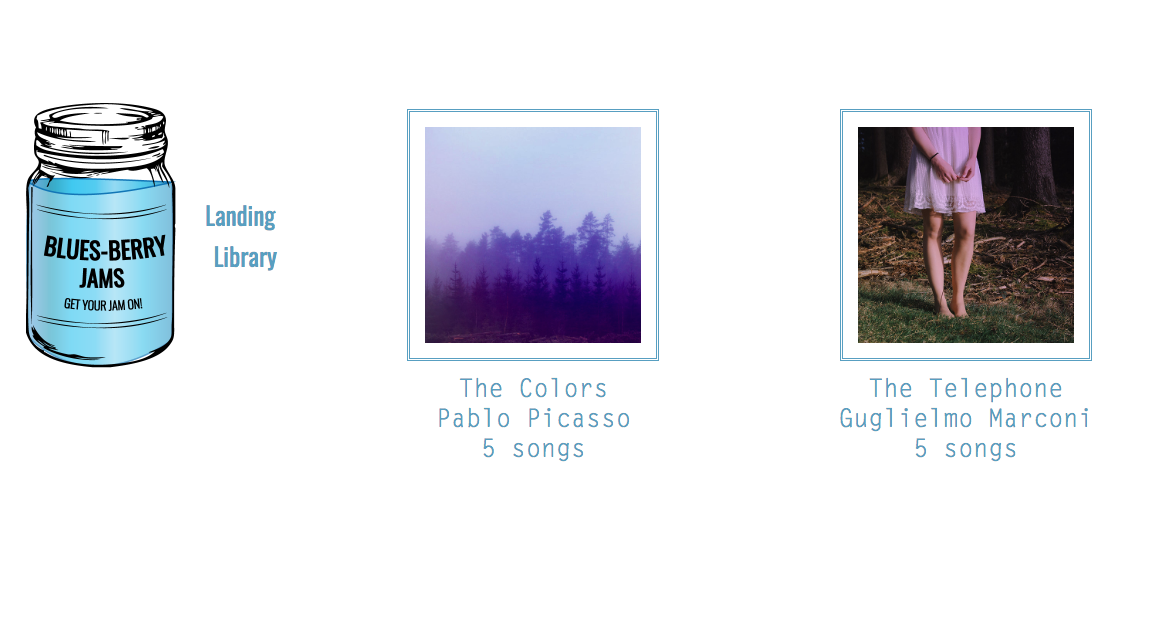 BLUES-BERRY
JAMS
GET YOUR JAM ON!
Landing
Library
The Colors
Pablo Picasso
5 songs
The Telephone
Guglielmo Marconi
5 songs